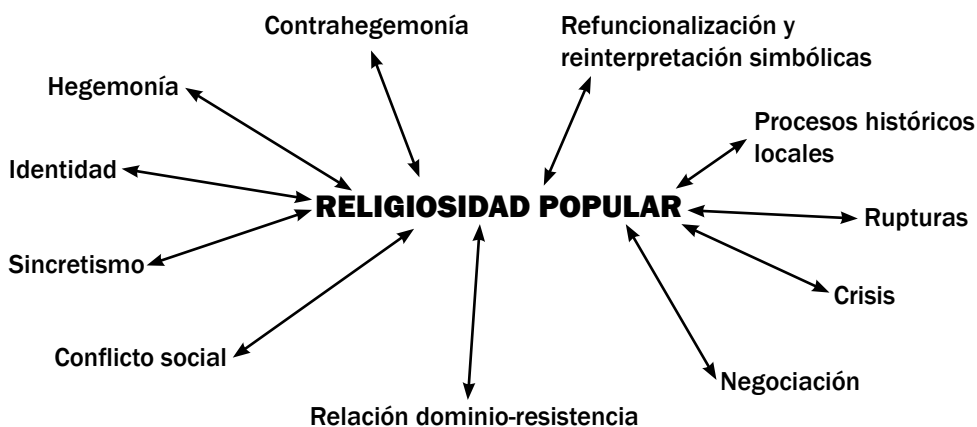 Contrahegemonía
Refuncionalización y
reinterpretación simbólicas
Hegemonía
Procesos históricos
locales
Identidad
RELIGIOSIDAD POPULAR
Rupturas
Sincretismo
Crisis
Conflicto social
Negociación
Relación dominio-resistencia